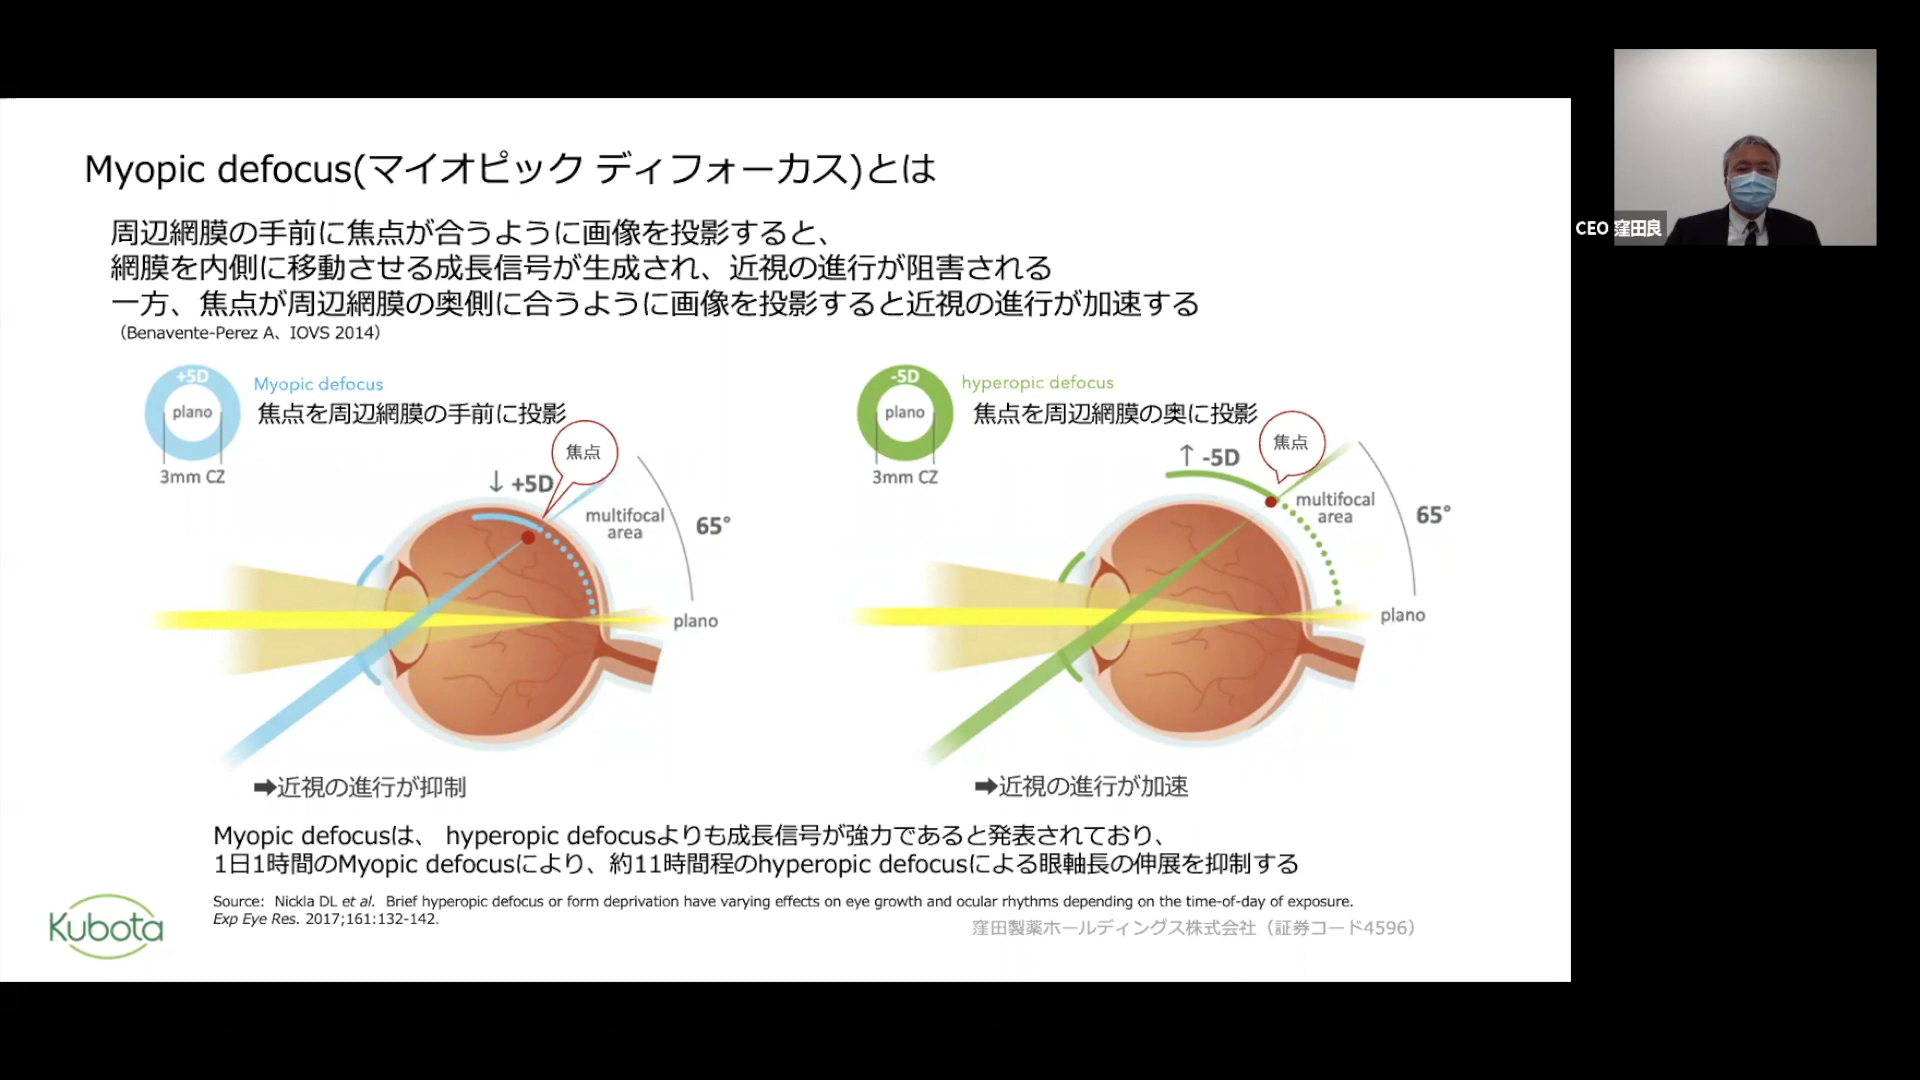 Myopic defocus(マイオピック ディフォーカス)とは
周辺網膜の手前に焦点が合うように画像を投影すると、
網膜を内側に移動させる成長信号が生成され、近視の進行が阻害される
一方、焦点が周辺網膜の奥側に合うように画像を投影すると近視の進行が加速する
（Benavente-Perez A、IOVS 2014）
+5D
plano
3mm CZ
Myopic defocus
焦点を周辺網膜の手前に投影
焦点
↓ +5D
multifocal
area
65°
plano
➡近視の進行が抑制
-5D
plano
3mm CZ
hyperopic defocus
焦点を周辺網膜の奥に投影
焦点
↑ -5D
multifocal
area
65°
plano
➡近視の進行が加速
Myopic defocusは、 hyperopic defocusよりも成長信号が強力であると発表されており、
1日1時間のMyopic defocusにより、約11時間程のhyperopic defocusによる眼軸長の伸展を抑制する
Source: Nickla DL et al. Brief hyperopic defocus or form deprivation have varying effects on eye growth and ocular rhythms depending on the time-of-day of exposure.
Exp Eye Res. 2017;161:132-142.
Kubota
窪田製薬ホールディングス株式会社（証券コード4596）
CEO 窪田良